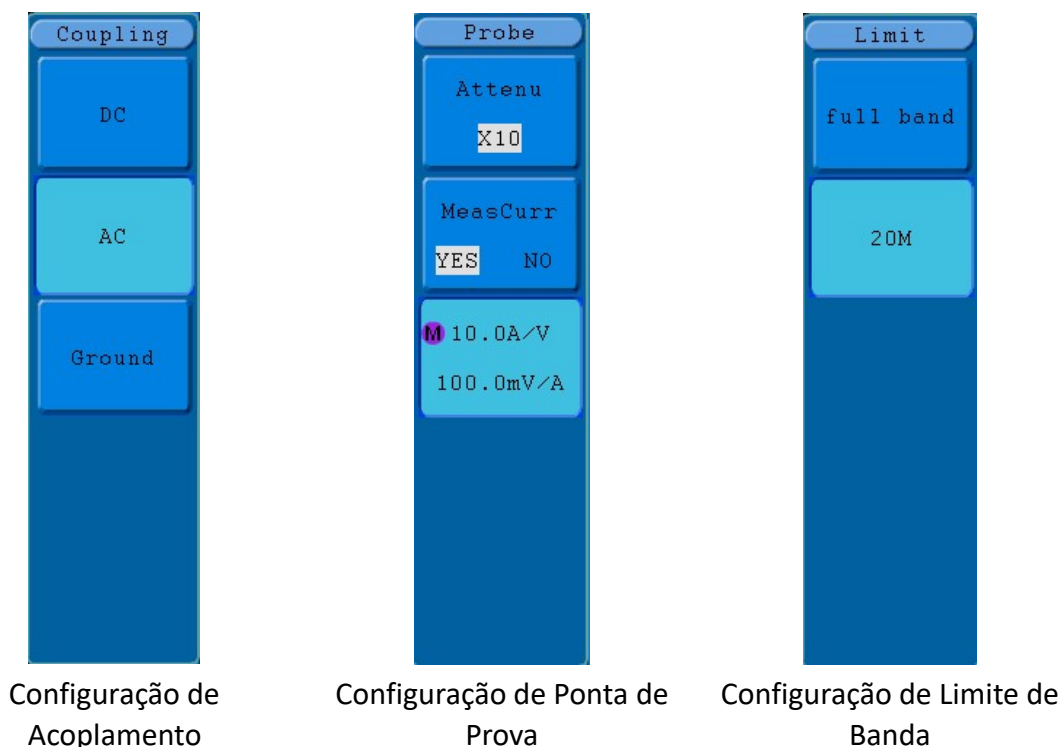 Coupling
DC
AC
Ground
Configuração de
Acoplamento
Probe
Attenu
X10
MeasCurr
YES NO
M 10.0A/V
100.0mV/A
Configuração de Ponta de
Prova
Limit
full band
20M
Configuração de Limite de
Banda